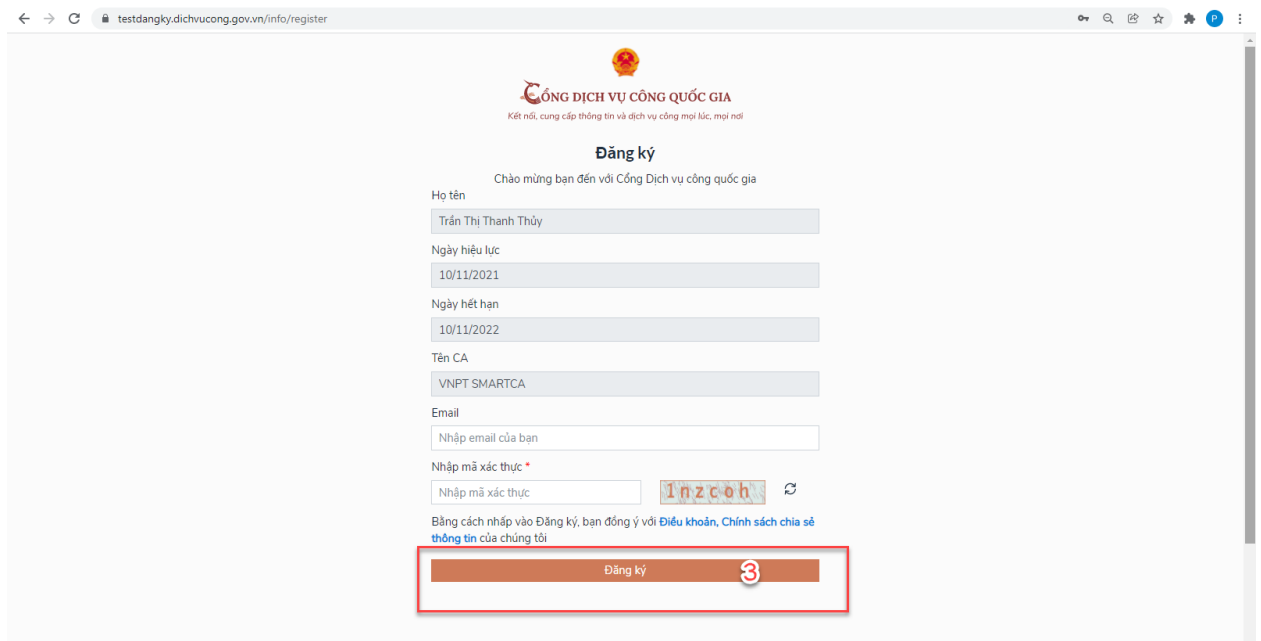 testdangky.dichvucong.gov.vn/info/register
P
CỔNG DỊCH VỤ CÔNG QUỐC GIA
Kết nối, cung cấp thông tin và dịch vụ công mọi lúc, mọi nơi
Đăng ký
Chào mừng bạn đến với Cổng Dịch vụ công quốc gia
Họ tên
Trần Thị Thanh Thủy
Ngày hiệu lực
10/11/2021
Ngày hết hạn
10/11/2022
Tên CA
VNPT SMARTCA
Email
Nhập email của bạn
Nhập mã xác thực *
Nhập mã xác thực 1nzcoh
Bằng cách nhấp vào Đăng ký, bạn đồng ý với Điều khoản, Chính sách chia sẻ
thông tin của chúng tôi
Đăng ký 3